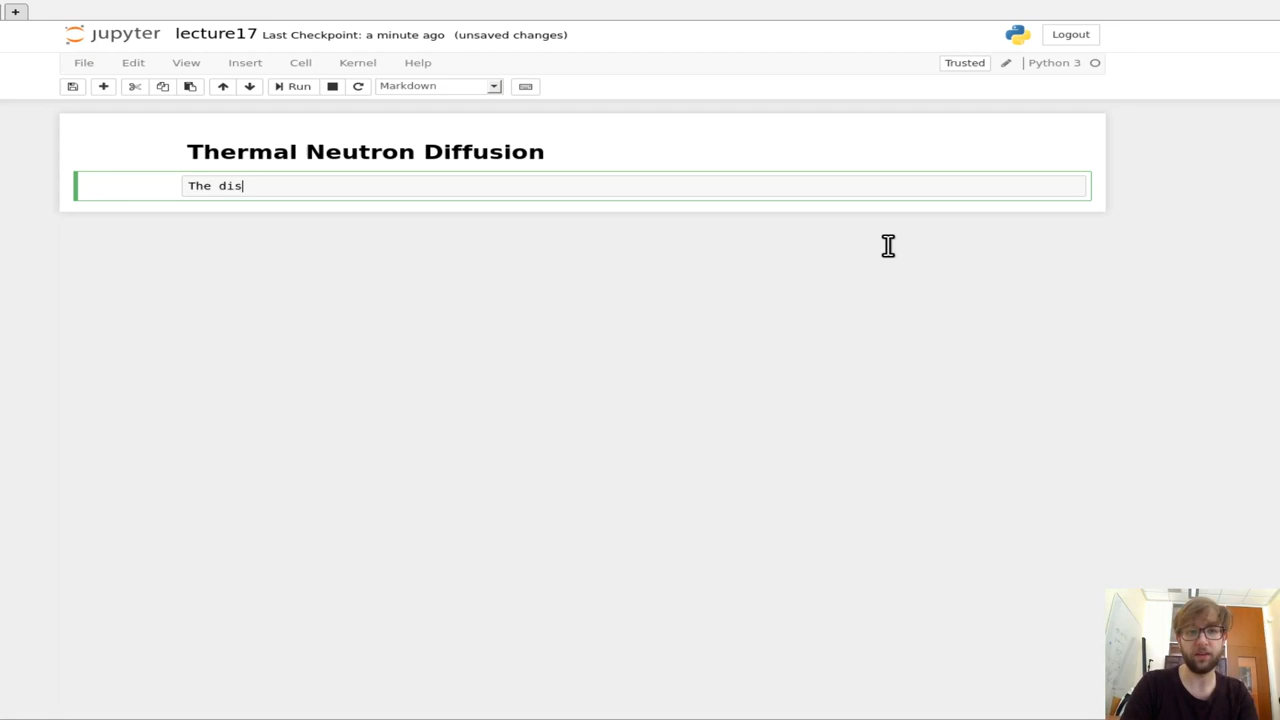 +
jupyter lecture17 Last Checkpoint: a minute ago (unsaved changes) Logout
File Edit View Insert Cell Kernel Help Trusted Python 3
Run Markdown
Thermal Neutron Diffusion
The dis